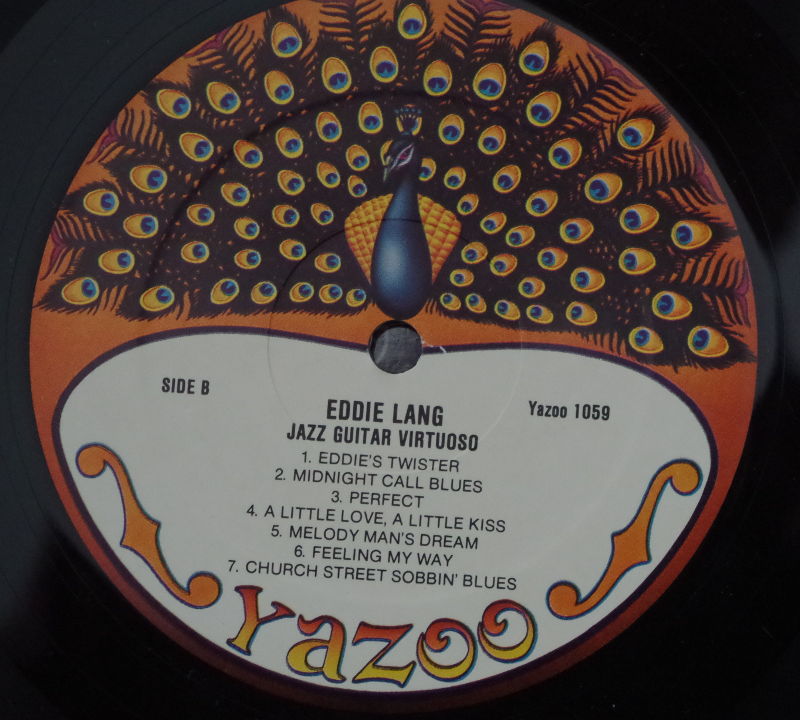 SIDE B
Yazoo 1059
EDDIE LANG
JAZZ GUITAR VIRTUOSO
1. EDDIE'S TWISTER
2. MIDNIGHT CALL BLUES
3. PERFECT
4. A LITTLE LOVE, A LITTLE KISS
5. MELODY MAN'S DREAM
6. FEELING MY WAY
7. CHURCH STREET SOBBIN' BLUES
Yazoo